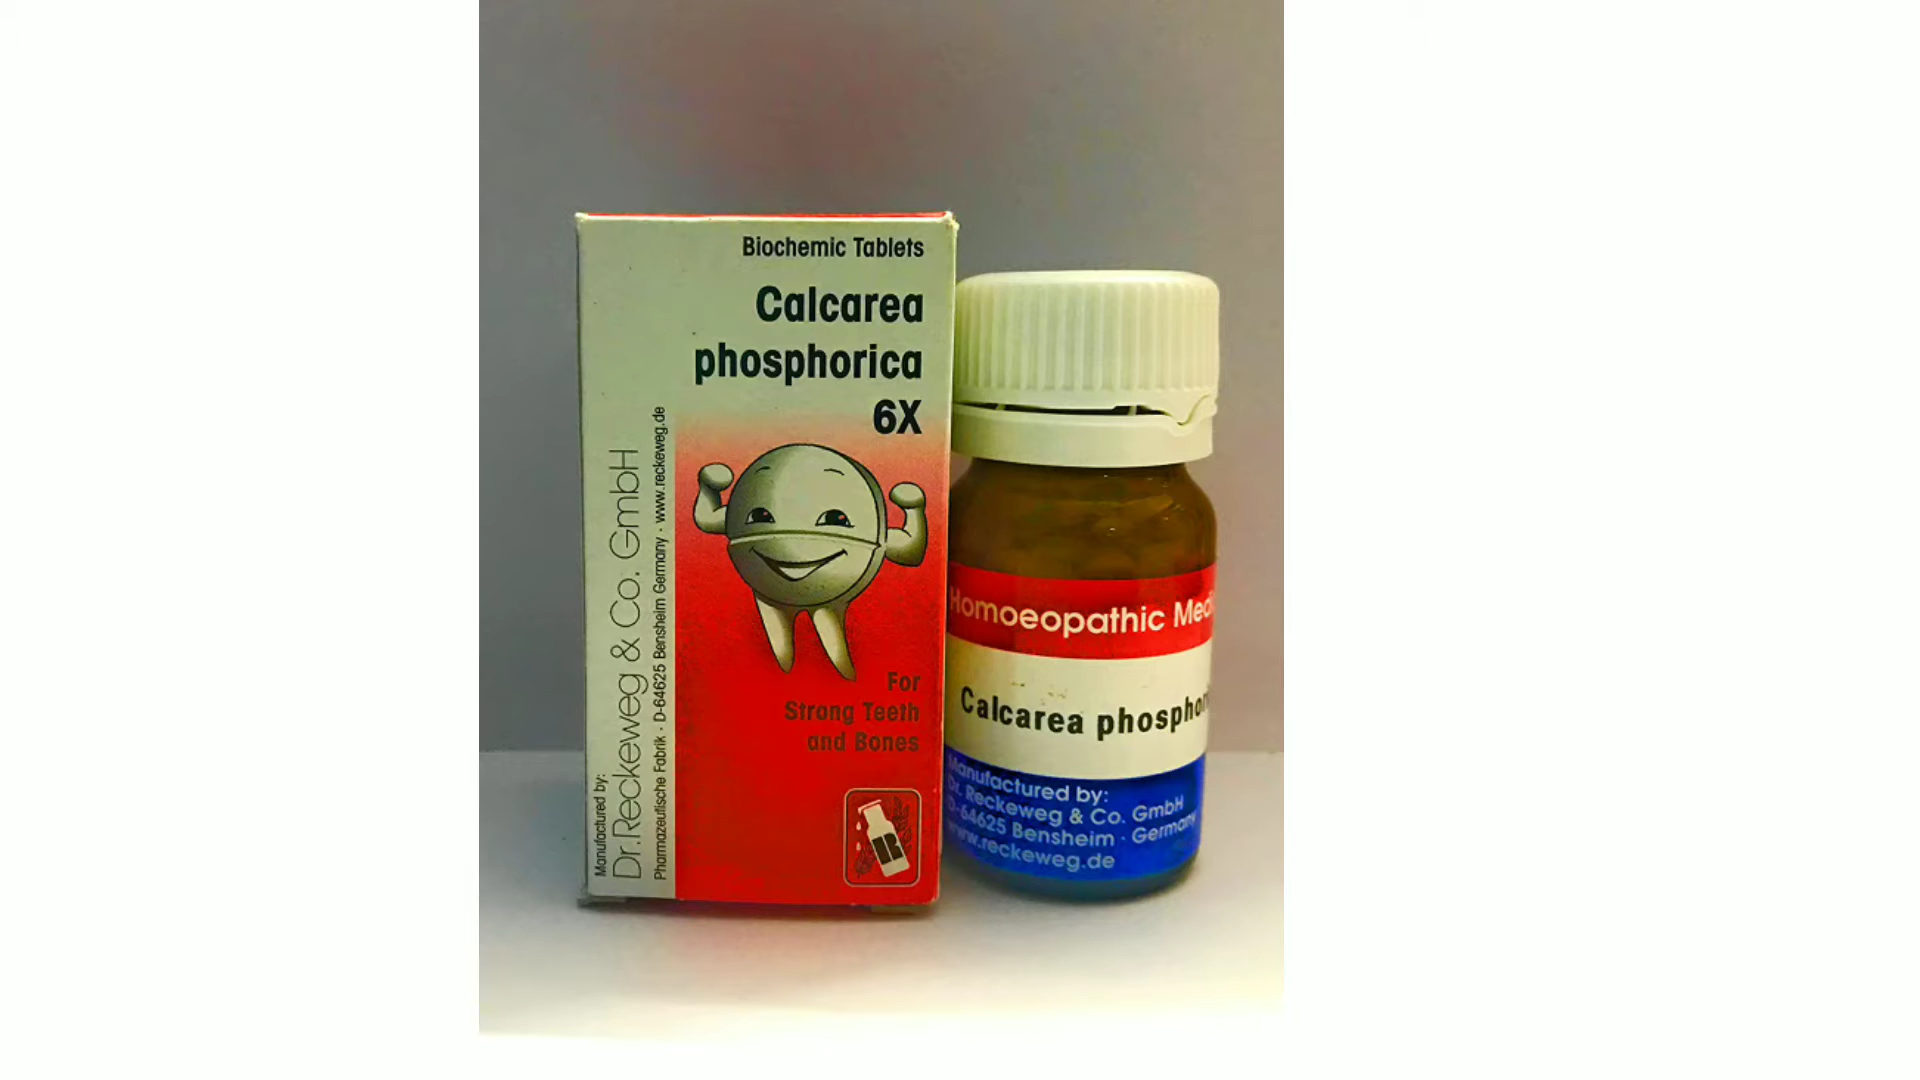 Biochemic Tablets
Calcarea
phosphorica
6X
For
Strong Teeth
and Bones
Manufactured by:
Dr.Reckeweg & Co. GmbH
Pharmazeutische Fabrik · D-64625 Bensheim Germany · www.reckeweg.de
R
Homoeopathic Medi
Calcarea phosphori
Manufactured by:
Dr. Reckeweg & Co. GmbH
D-64625 Bensheim · Germany
www.reckeweg.de